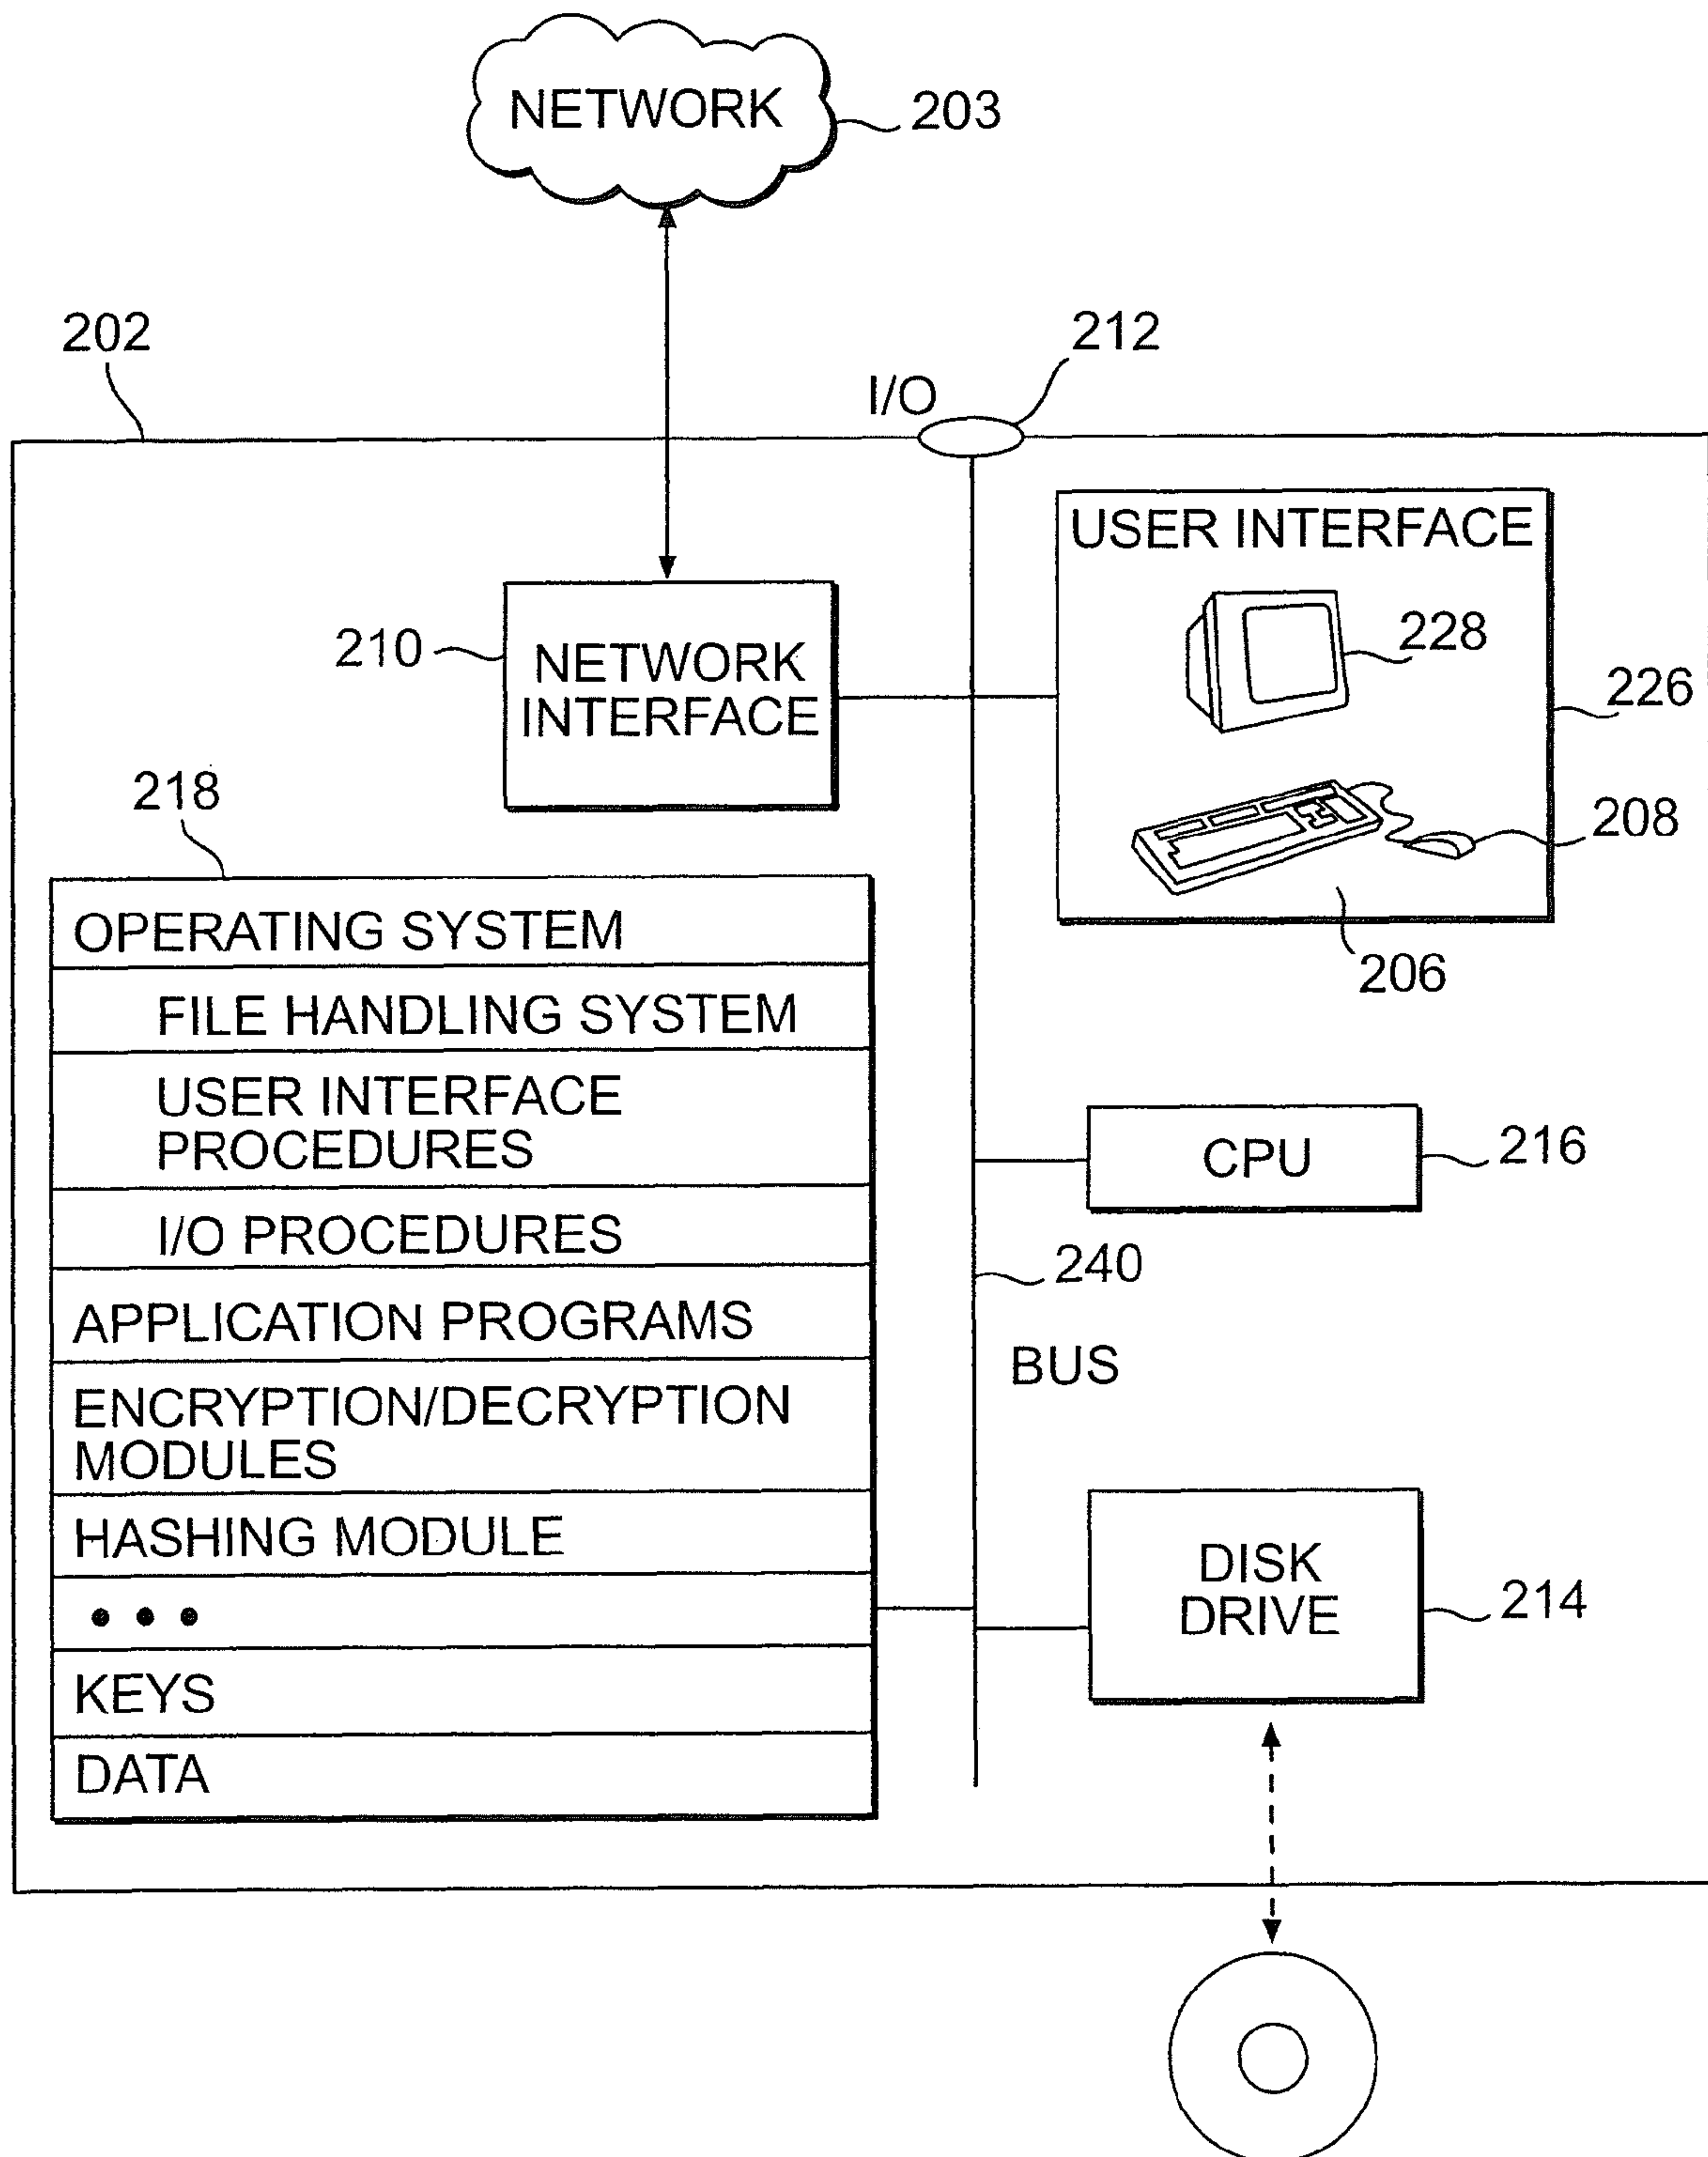 NETWORK
203
202
212
I/O
USER INTERFACE
228
226
210
NETWORK
INTERFACE
208
206
218
OPERATING SYSTEM
FILE HANDLING SYSTEM
USER INTERFACE
PROCEDURES
I/O PROCEDURES
APPLICATION PROGRAMS
ENCRYPTION/DECRYPTION
MODULES
HASHING MODULE
• • •
KEYS
DATA
CPU
216
240
BUS
DISK
DRIVE
214